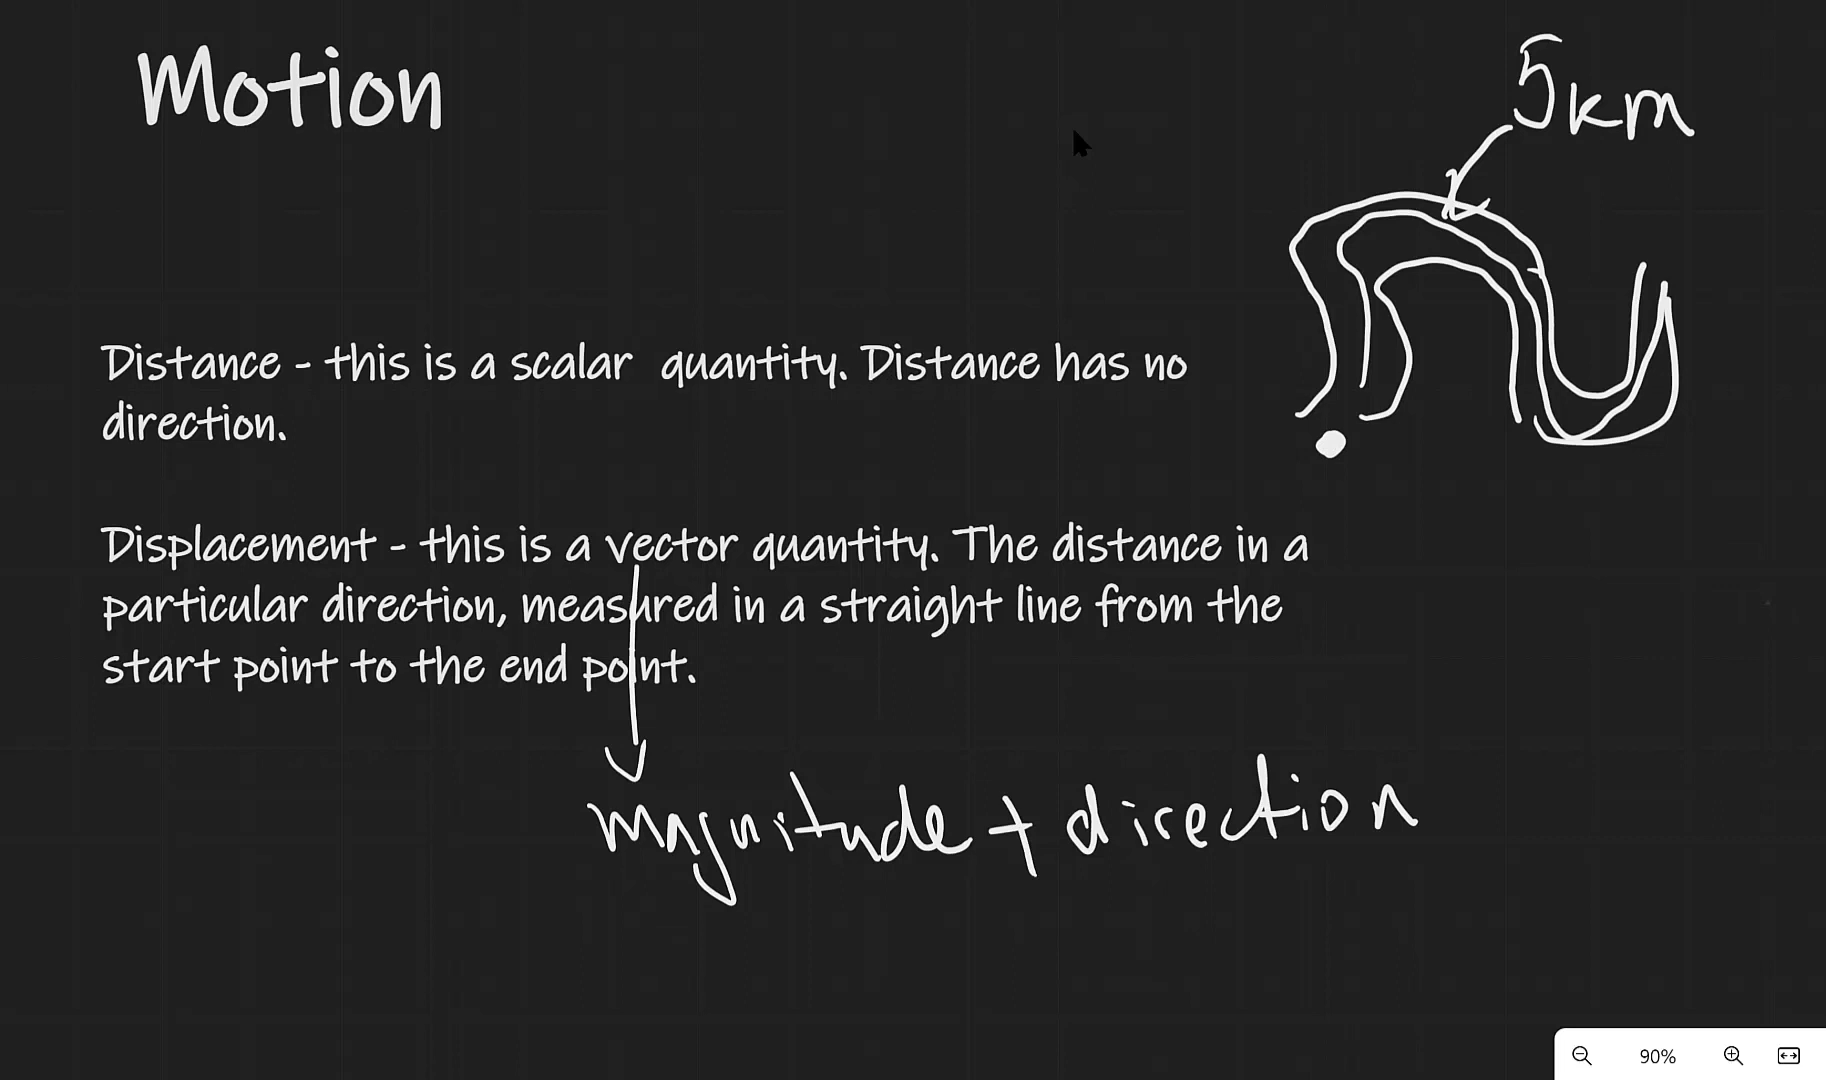 Motion
5km
Distance - this is a scalar quantity. Distance has no
direction.
Displacement - this is a vector quantity. The distance in a
particular direction, measured in a straight line from the
start point to the end point.
magnitude + direction
90%